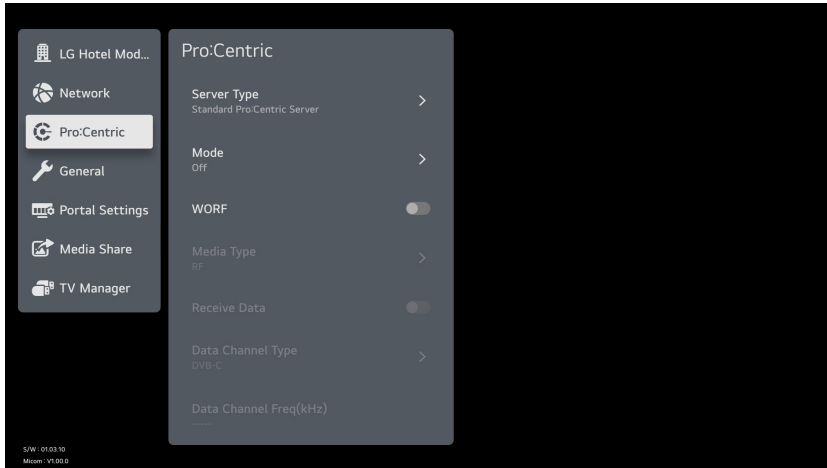 LG Hotel Mod...
Network
Pro:Centric
General
Portal Settings
Media Share
TV Manager
Pro:Centric
Server Type
Standard Pro:Centric Server
Mode
Off
WORF
Media Type
RF
Receive Data
Data Channel Type
DVB-C
Data Channel Freq(kHz)
S/W : 01.03.10
Micom : V1.00.0